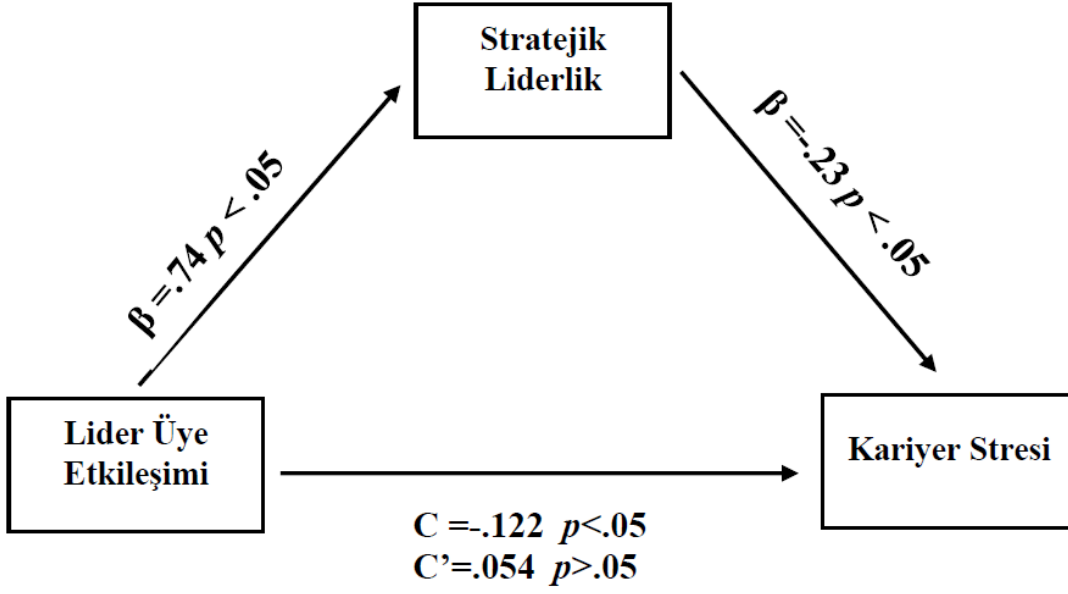 Stratejik
Liderlik
β =.74 p < .05
β =-.23 p < .05
Lider Üye
Etkileşimi
Kariyer Stresi
C =-.122 p<.05
C’=.054 p>.05